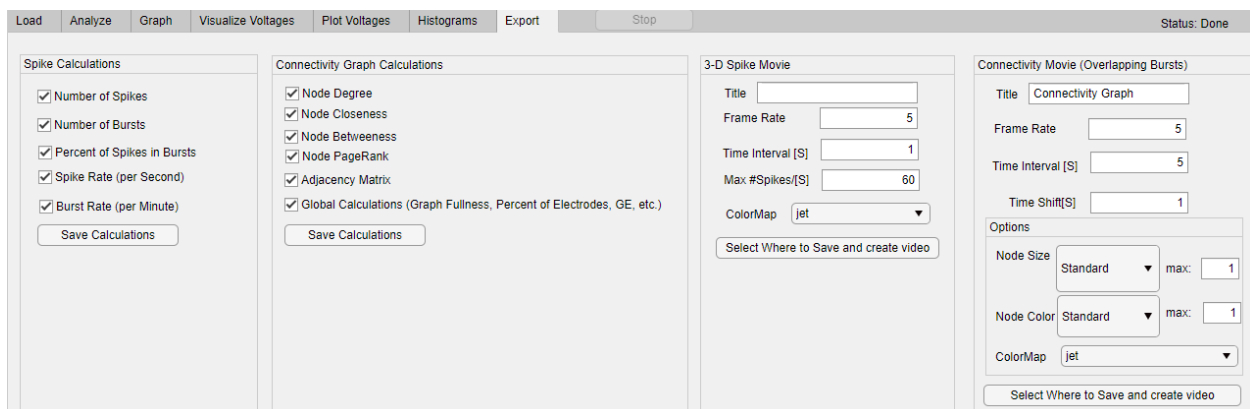 Load Analyze Graph Visualize Voltages Plot Voltages Histograms Export Stop Status: Done
Spike Calculations
Number of Spikes
Number of Bursts
Percent of Spikes in Bursts
Spike Rate (per Second)
Burst Rate (per Minute)
Save Calculations
Connectivity Graph Calculations
Node Degree
Node Closeness
Node Betweeness
Node PageRank
Adjacency Matrix
Global Calculations (Graph Fullness, Percent of Electrodes, GE, etc.)
Save Calculations
3-D Spike Movie
Title
Frame Rate 5
Time Interval [S] 1
Max #Spikes/[S] 60
ColorMap jet
Select Where to Save and create video
Connectivity Movie (Overlapping Bursts)
Title Connectivity Graph
Frame Rate 5
Time Interval [S] 5
Time Shift[S] 1
Options
Node Size Standard max: 1
Node Color Standard max: 1
ColorMap jet
Select Where to Save and create video